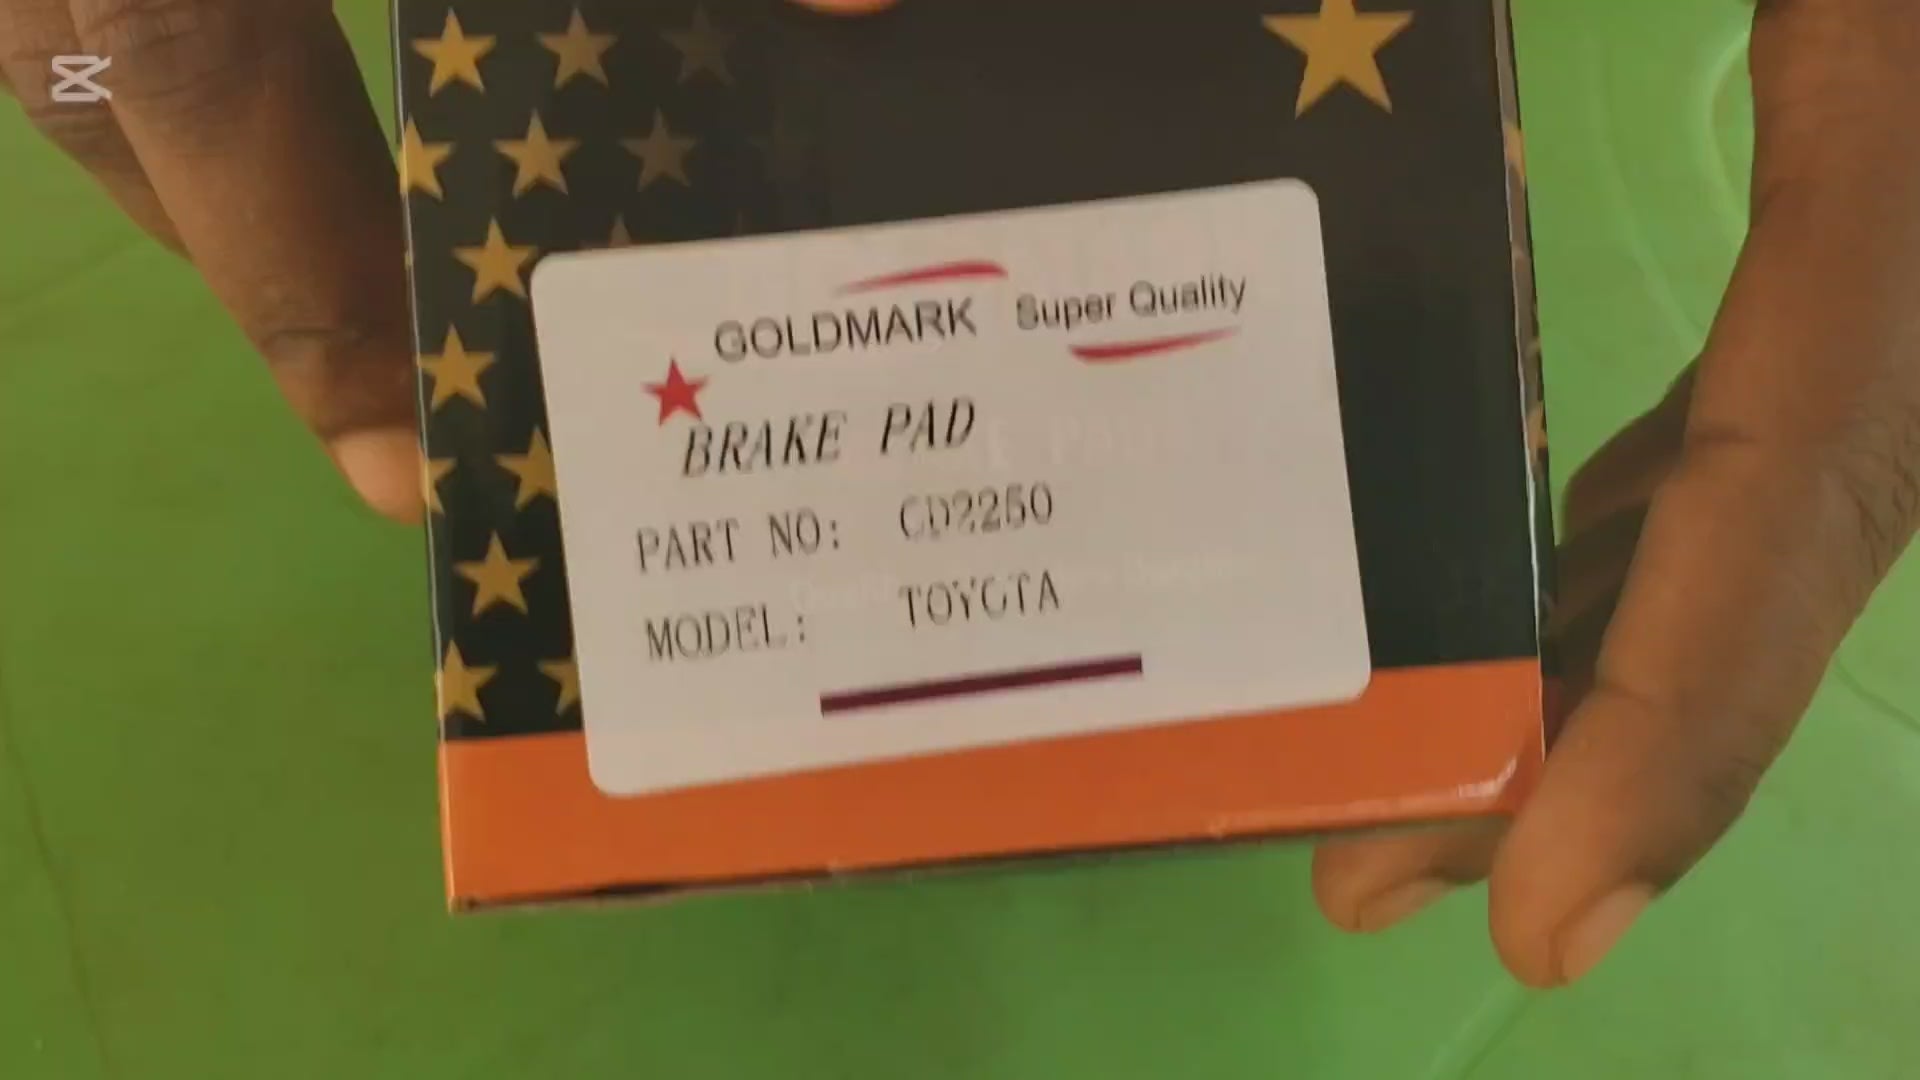 GOLDMARK Super Quality
BRAKE PAD
PART NO: CD2250
MODEL: TOYOTA